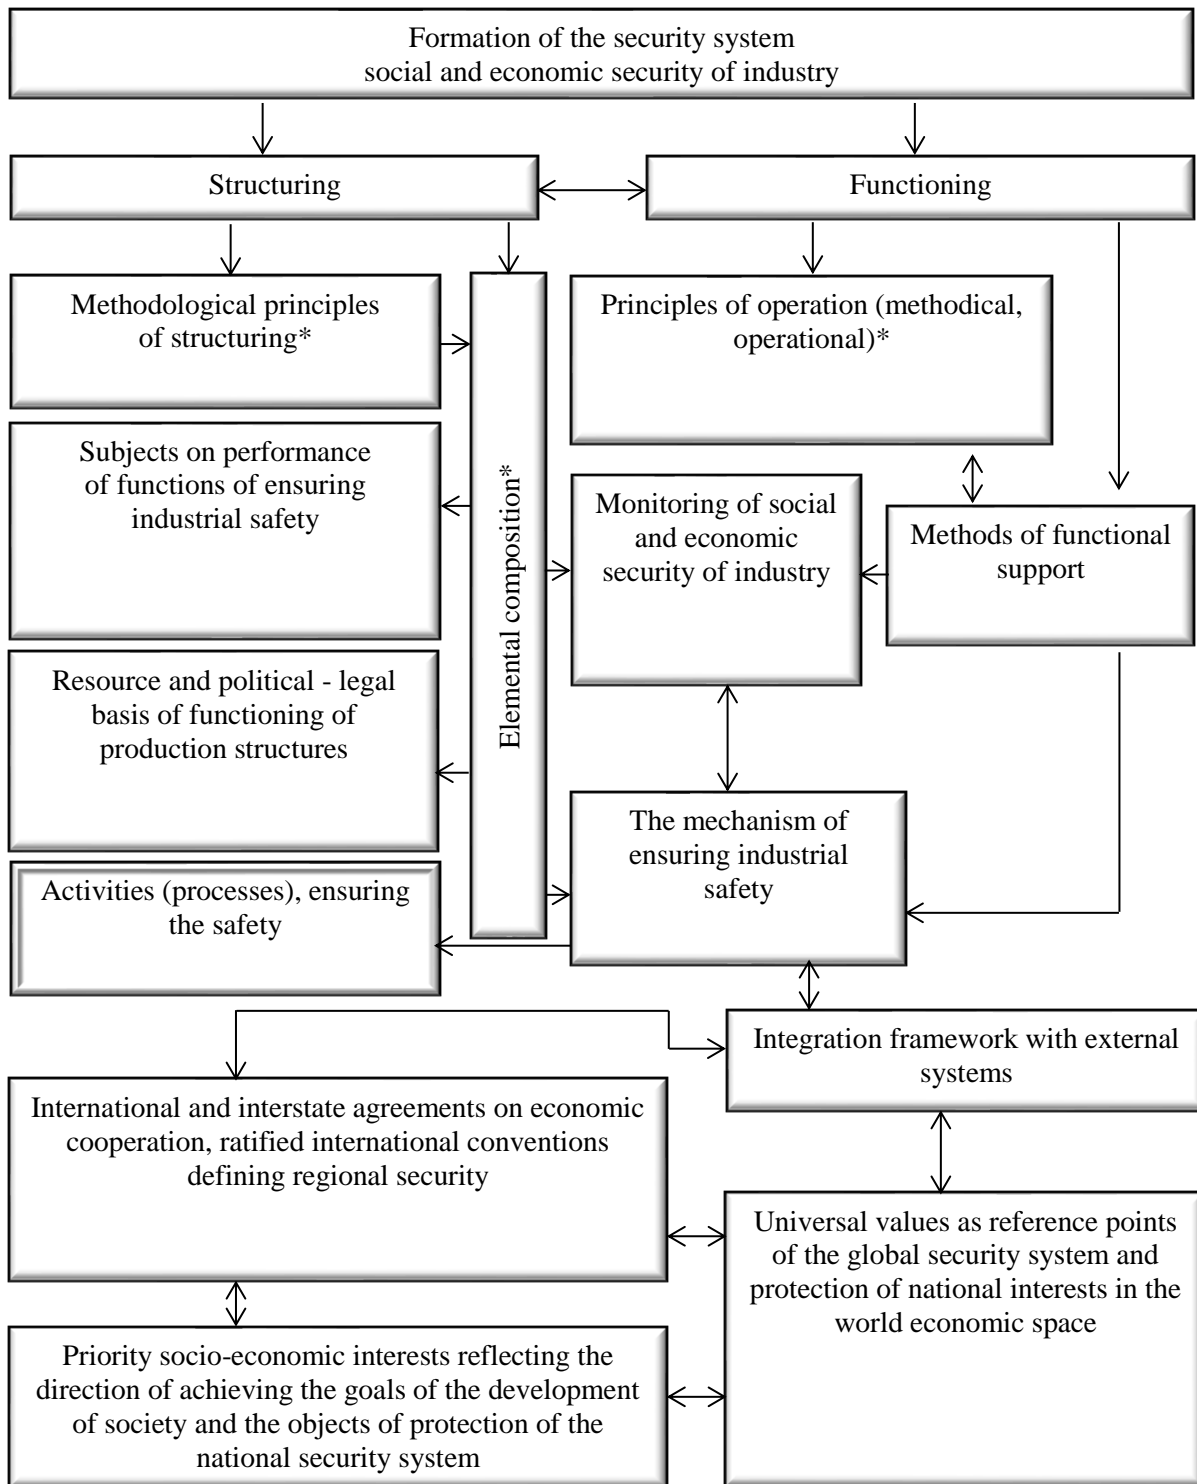 Formation of the security system
social and economic security of industry
Structuring
Functioning
Methodological principles
of structuring*
Principles of operation (methodical,
operational)*
Subjects on performance
of functions of ensuring
industrial safety
Elemental composition*
Monitoring of social
and economic
security of industry
Methods of functional
support
Resource and political - legal
basis of functioning of
production structures
The mechanism of
ensuring industrial
safety
Activities (processes), ensuring
the safety
Integration framework with external
systems
International and interstate agreements on economic
cooperation, ratified international conventions
defining regional security
Universal values as reference points
of the global security system and
protection of national interests in the
world economic space
Priority socio-economic interests reflecting the
direction of achieving the goals of the development
of society and the objects of protection of the
national security system